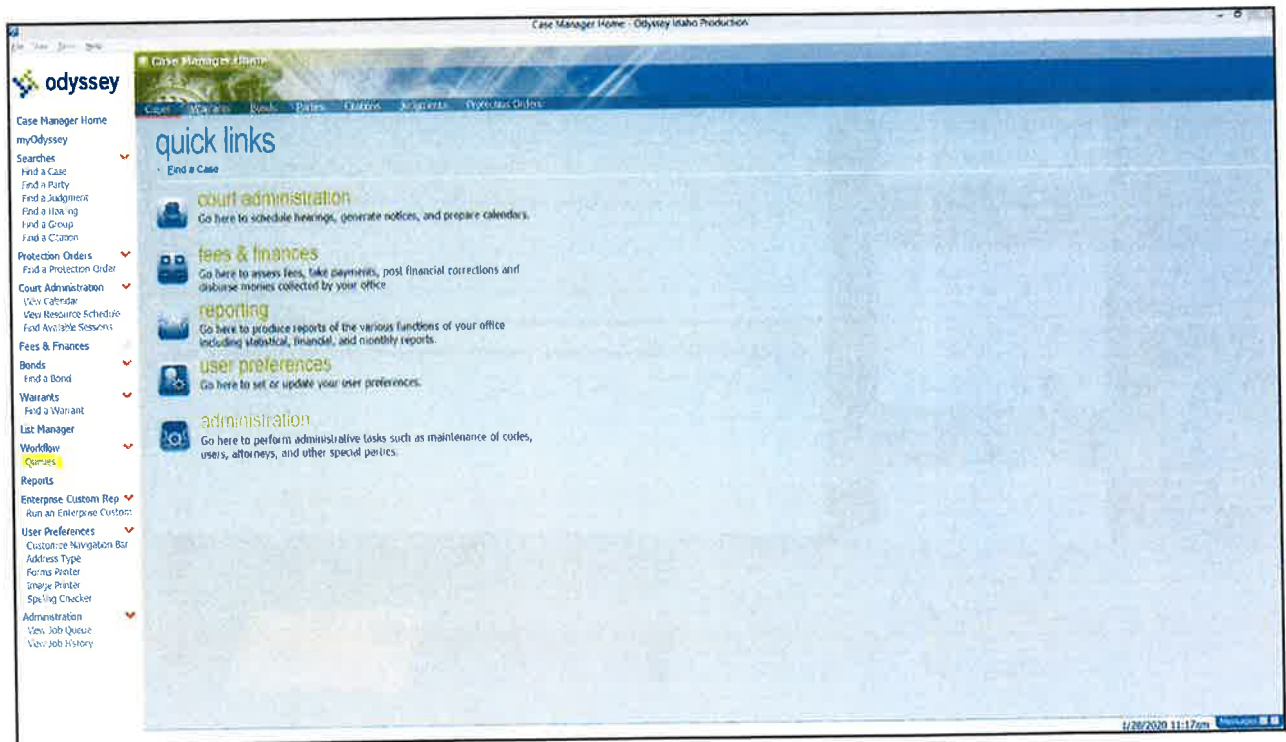 Case Manager Home - Odyssey Idaho Production
File View Tools Help
odyssey
Case Manager Home
myOdyssey
Searches
Find a Case
Find a Party
Find a Judgment
Find a Hearing
Find a Group
Find a Citation
Protection Orders
Find a Protection Order
Court Administration
View Calendar
View Resource Schedule
Find Available Sessions
Fees & Finances
Bonds
Find a Bond
Warrants
Find a Warrant
List Manager
Workflow
Queues
Reports
Enterprise Custom Rep
Run an Enterprise Custom
User Preferences
Customize Navigation Bar
Address Type
Forms Printer
Image Printer
Spelling Checker
Administration
View Job Queue
View Job History
Case Manager Home
Cases Warrants Bonds Parties Citations Judgments Protection Orders
quick links
Find a Case
court administration
Go here to schedule hearings, generate notices, and prepare calendars.
fees & finances
Go here to assess fees, take payments, post financial corrections and
disburse monies collected by your office
reporting
Go here to produce reports of the various functions of your office
including statistical, financial, and monthly reports.
user preferences
Go here to set or update your user preferences.
administration
Go here to perform administrative tasks such as maintenance of codes,
users, attorneys, and other special parties.
1/28/2020 11:17am Messages